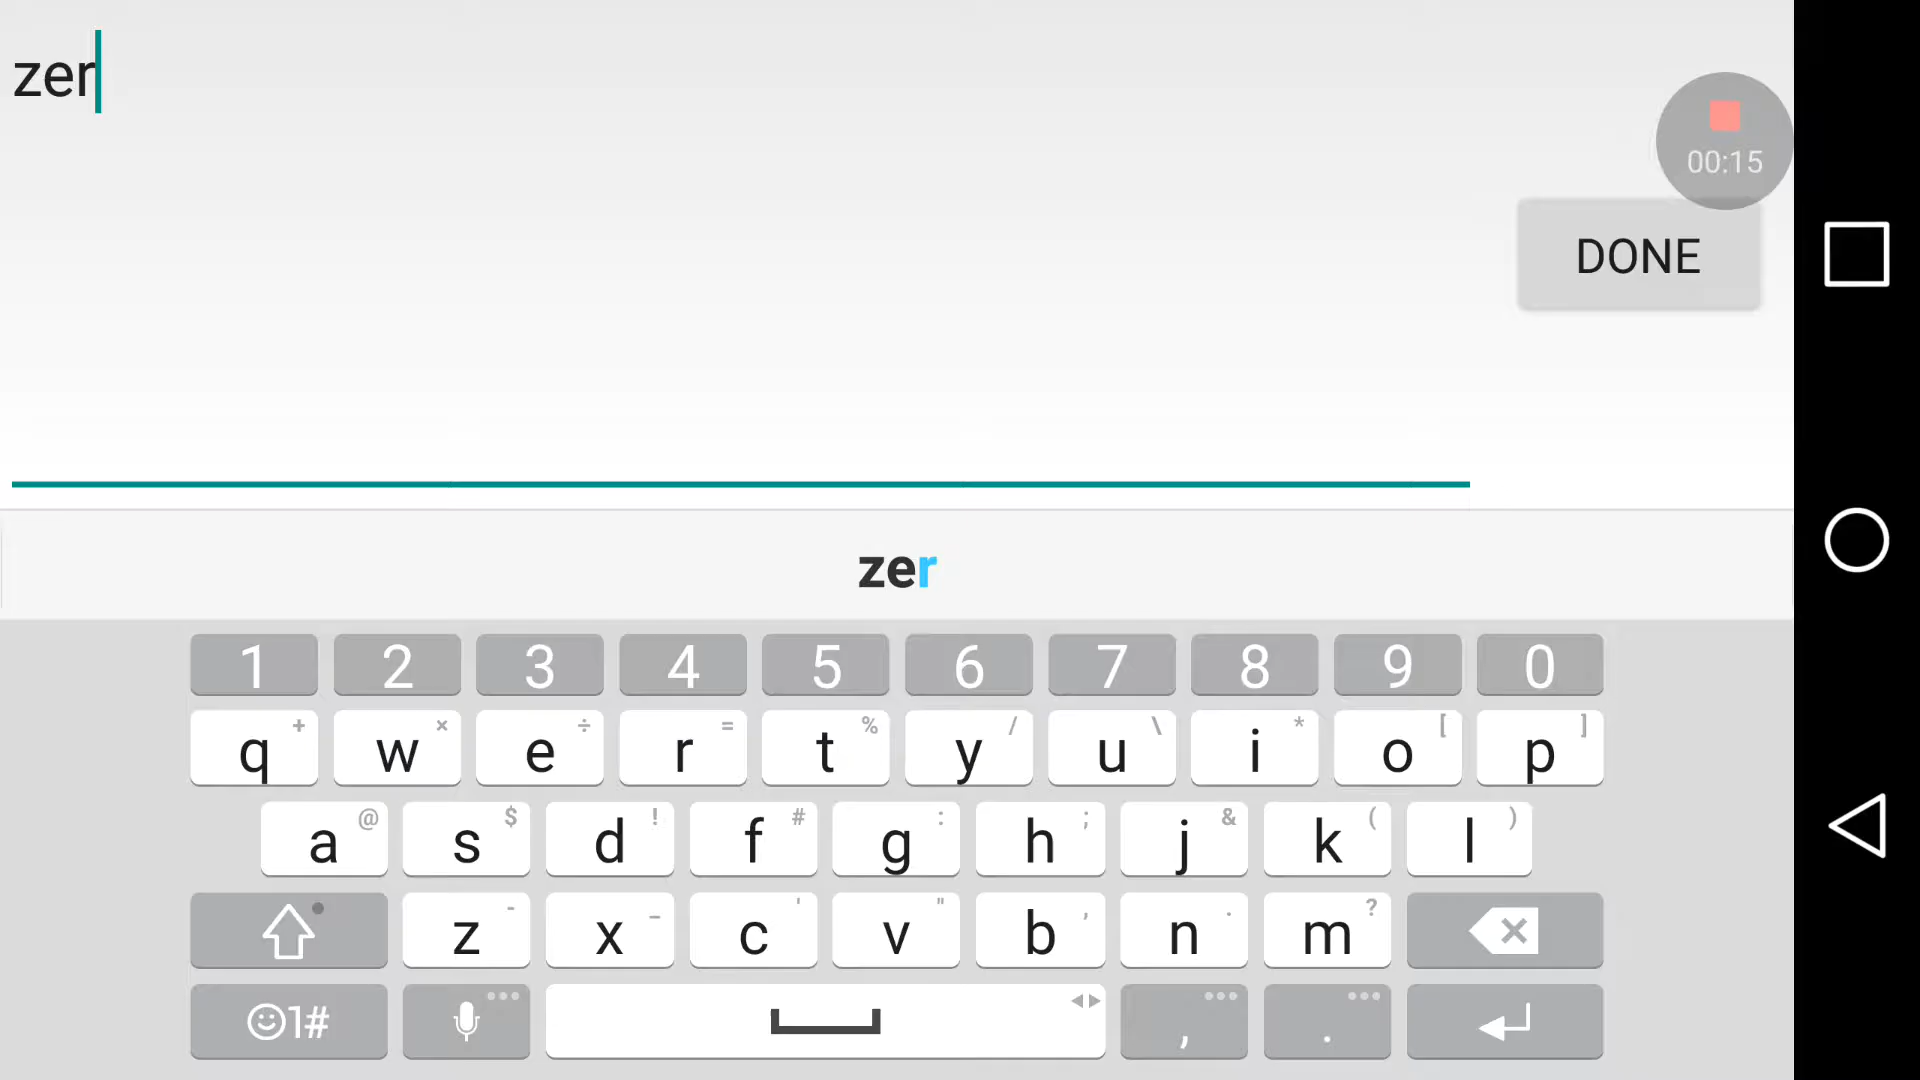 zer
00:15
DONE
zer
1 2 3 4 5 6 7 8 9 0
q + w × e ÷ r = t % y / u \ i * o [ p ]
a @ s $ d ! f # g : h ; j & k ( l )
z - x _ c ' v " b , n . m ?
1# , .